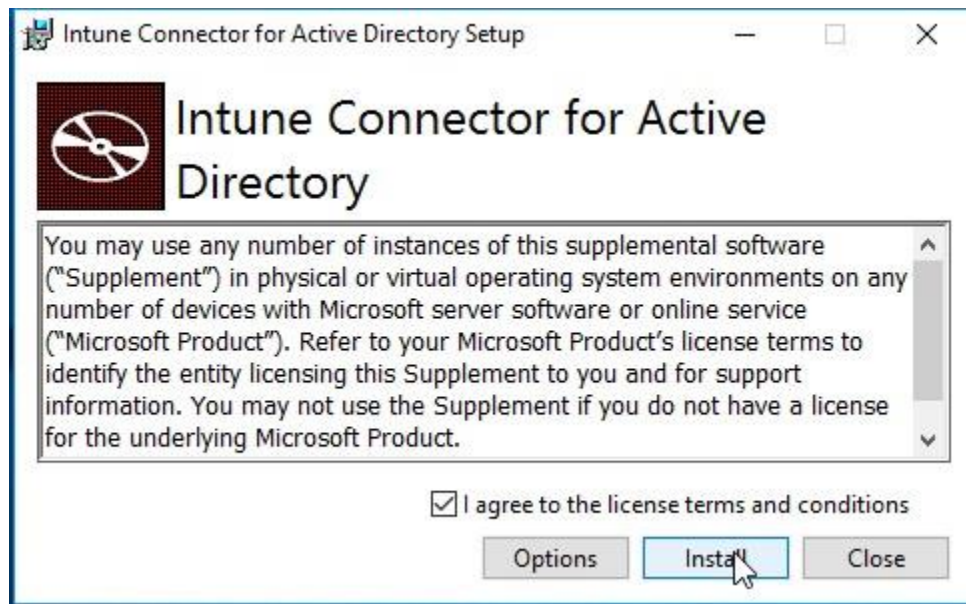 Intune Connector for Active Directory Setup
Intune Connector for Active
Directory
You may use any number of instances of this supplemental software
(“Supplement”) in physical or virtual operating system environments on any
number of devices with Microsoft server software or online service
(“Microsoft Product”). Refer to your Microsoft Product’s license terms to
identify the entity licensing this Supplement to you and for support
information. You may not use the Supplement if you do not have a license
for the underlying Microsoft Product.
I agree to the license terms and conditions
Options Install Close